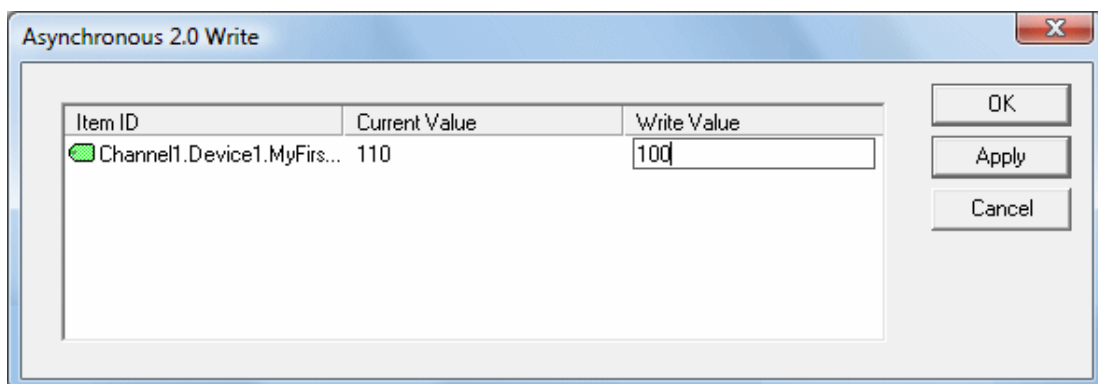 Asynchronous 2.0 Write
Item ID Current Value Write Value
Channel1.Device1.MyFirs... 110 100
OK
Apply
Cancel